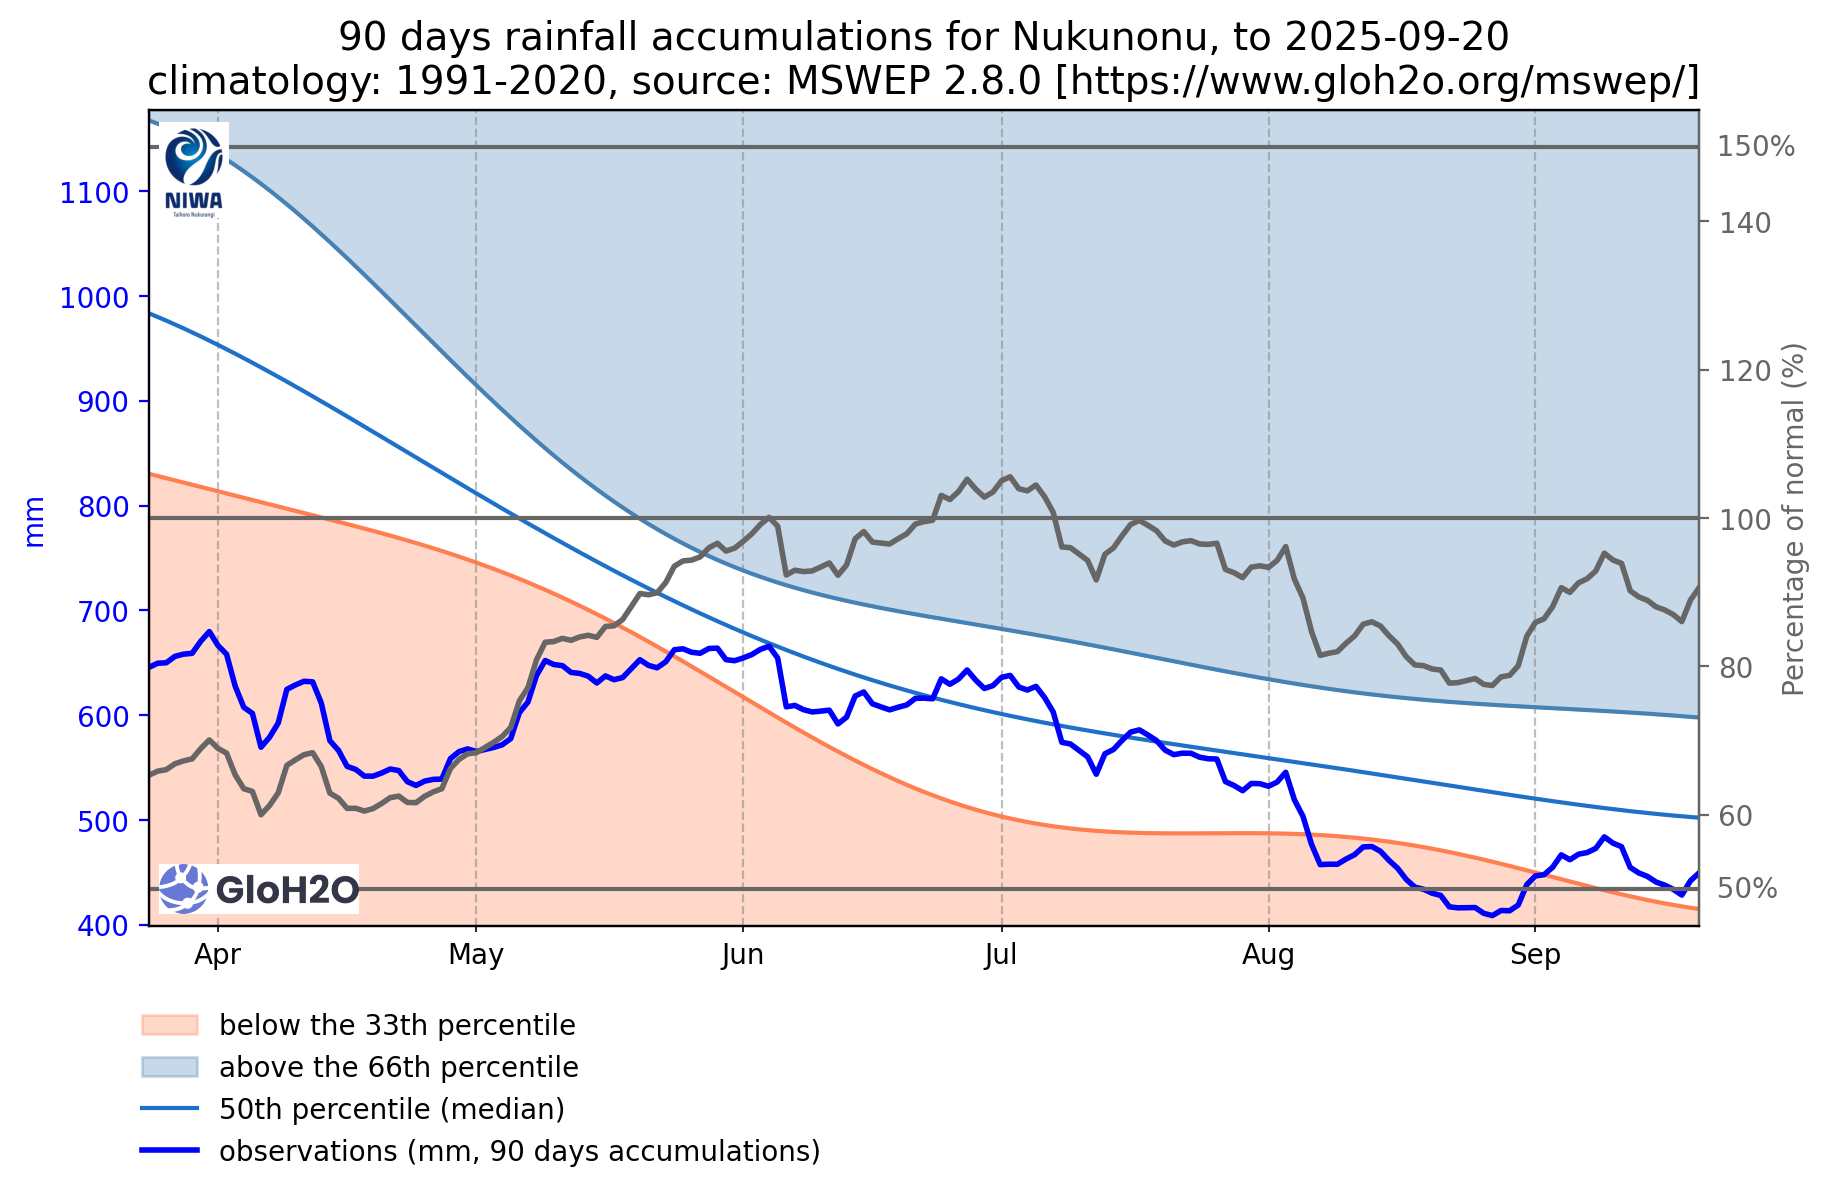 90 days rainfall accumulations for Nukunonu, to 2025-09-20
climatology: 1991-2020, source: MSWEP 2.8.0 [https://www.gloh2o.org/mswep/]
NIWA
Taihoro Nukurangi
1100
1000
900
800
700
600
500
400
mm
150%
140
120
100
80
60
50%
Percentage of normal (%)
GloH2O
Apr
May
Jun
Jul
Aug
Sep
below the 33th percentile
above the 66th percentile
50th percentile (median)
observations (mm, 90 days accumulations)